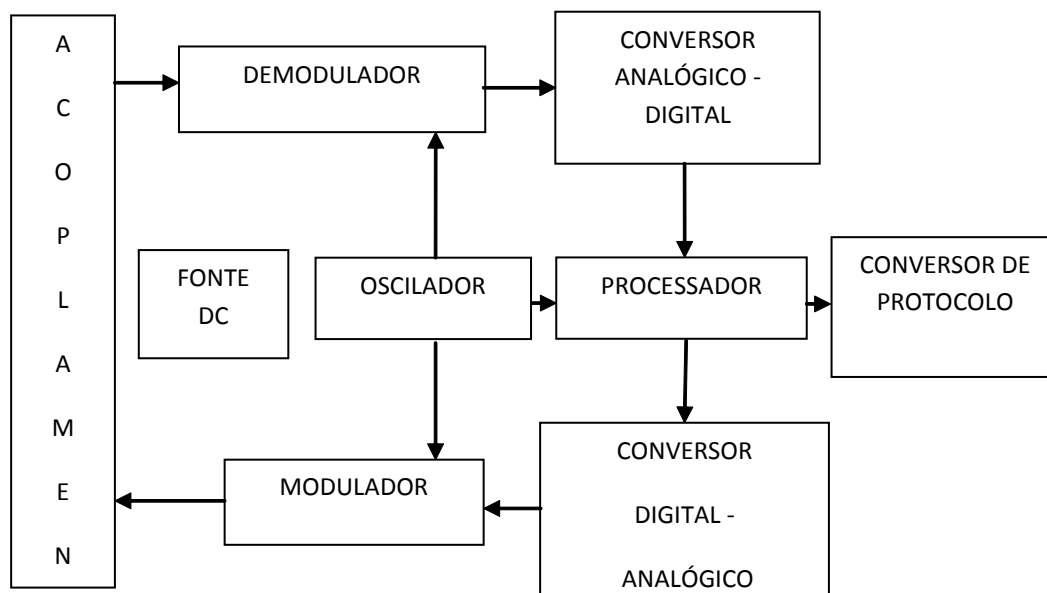 A
C
O
P
L
A
M
E
N
DEMODULADOR
CONVERSOR
ANALÓGICO -
DIGITAL
FONTE
DC
OSCILADOR
PROCESSADOR
CONVERSOR DE
PROTOCOLO
MODULADOR
CONVERSOR
DIGITAL -
ANALÓGICO